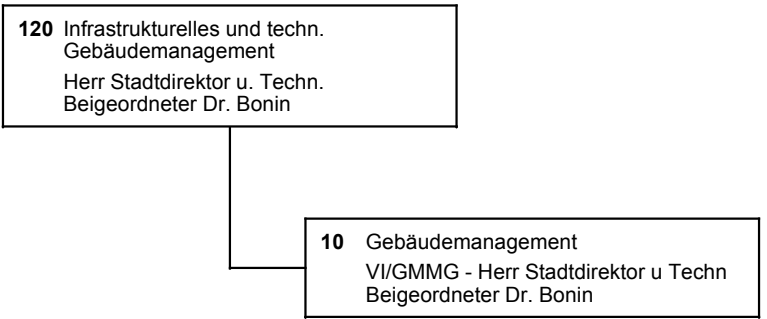 120 Infrastrukturelles und techn.
Gebäudemanagement
Herr Stadtdirektor u. Techn.
Beigeordneter Dr. Bonin
10 Gebäudemanagement
VI/GMMG - Herr Stadtdirektor u Techn
Beigeordneter Dr. Bonin